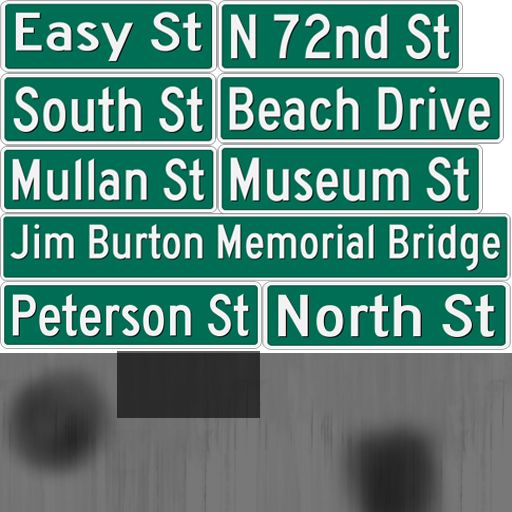 Easy St
N 72nd St
South St
Beach Drive
Mullan St
Museum St
Jim Burton Memorial Bridge
Peterson St
North St